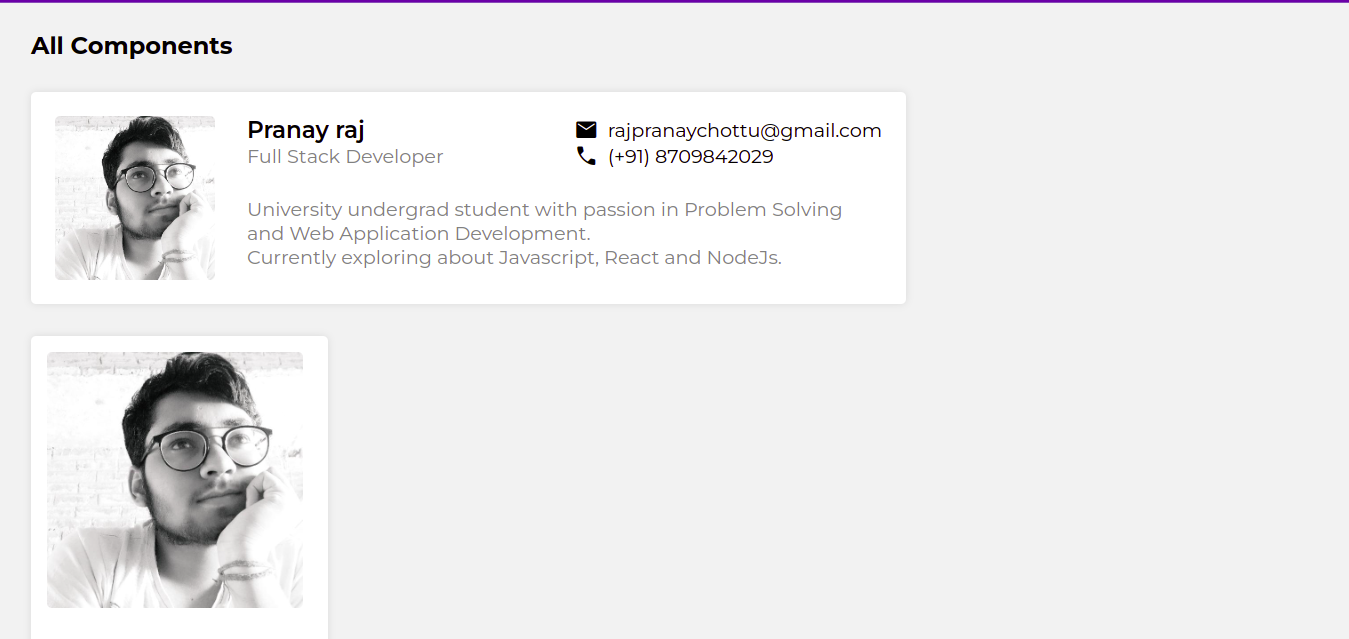 All Components
Pranay raj
Full Stack Developer
rajpranaychottu@gmail.com
(+91) 8709842029
University undergrad student with passion in Problem Solving
and Web Application Development.
Currently exploring about Javascript, React and NodeJs.